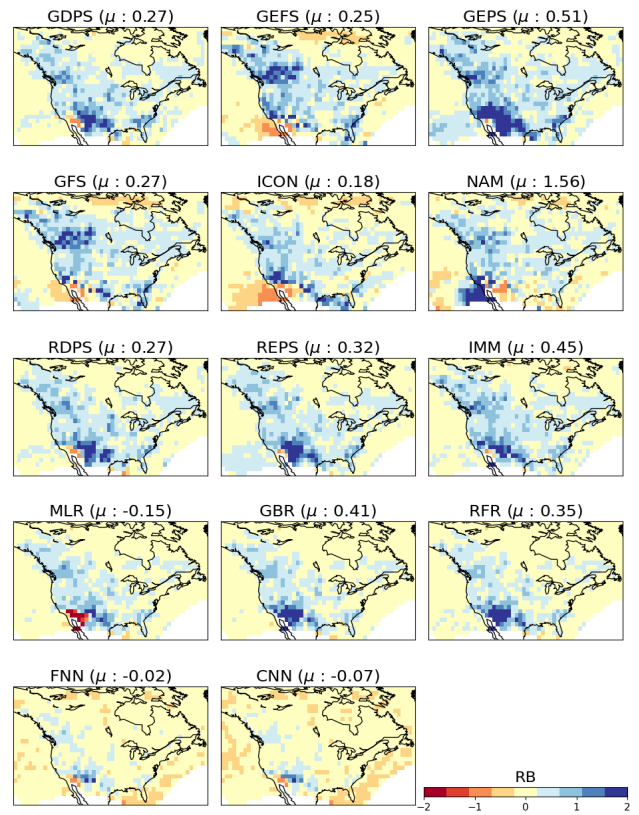 GDPS (μ : 0.27)
GEFS (μ : 0.25)
GEPS (μ : 0.51)
GFS (μ : 0.27)
ICON (μ : 0.18)
NAM (μ : 1.56)
RDPS (μ : 0.27)
REPS (μ : 0.32)
IMM (μ : 0.45)
MLR (μ : -0.15)
GBR (μ : 0.41)
RFR (μ : 0.35)
FNN (μ : -0.02)
CNN (μ : -0.07)
RB
−2 −1 0 1 2